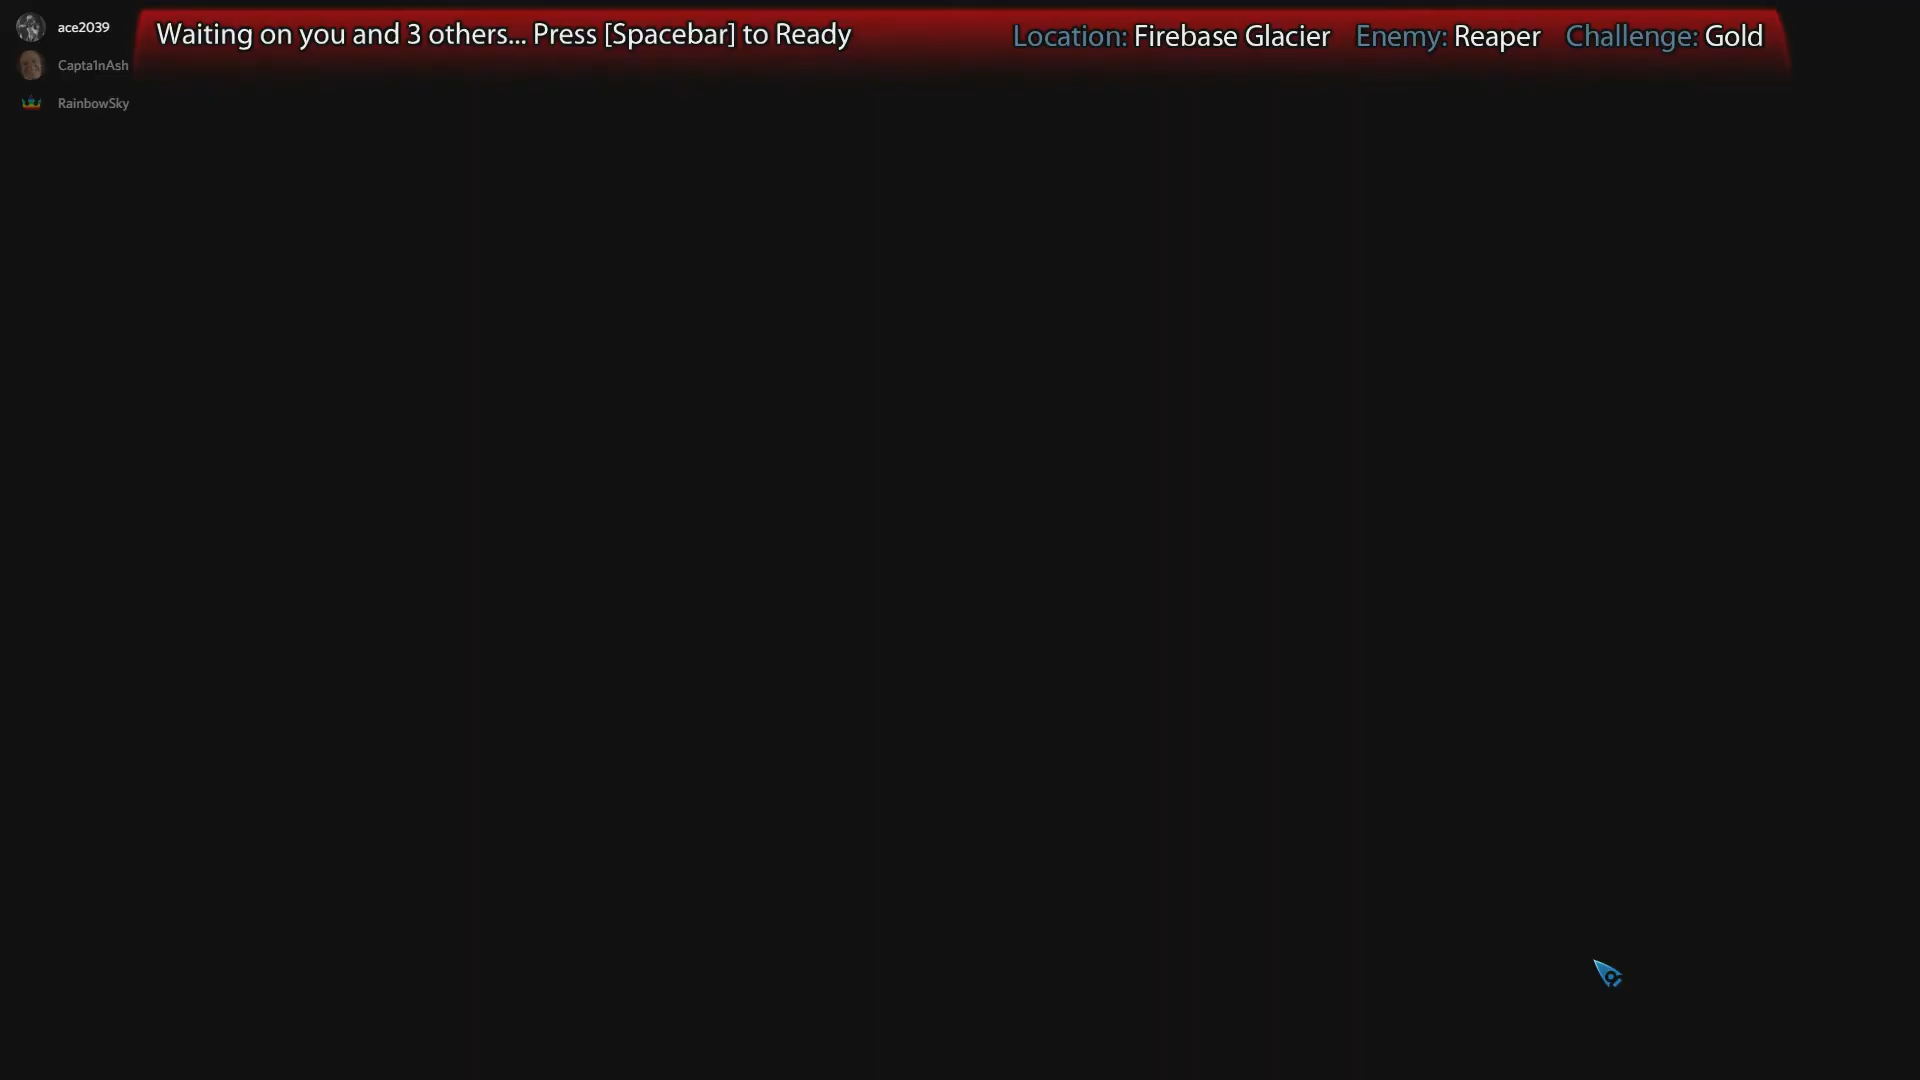 ace2039
Waiting on you and 3 others... Press [Spacebar] to Ready
Location: Firebase Glacier Enemy: Reaper Challenge: Gold
Capta1nAsh
RainbowSky